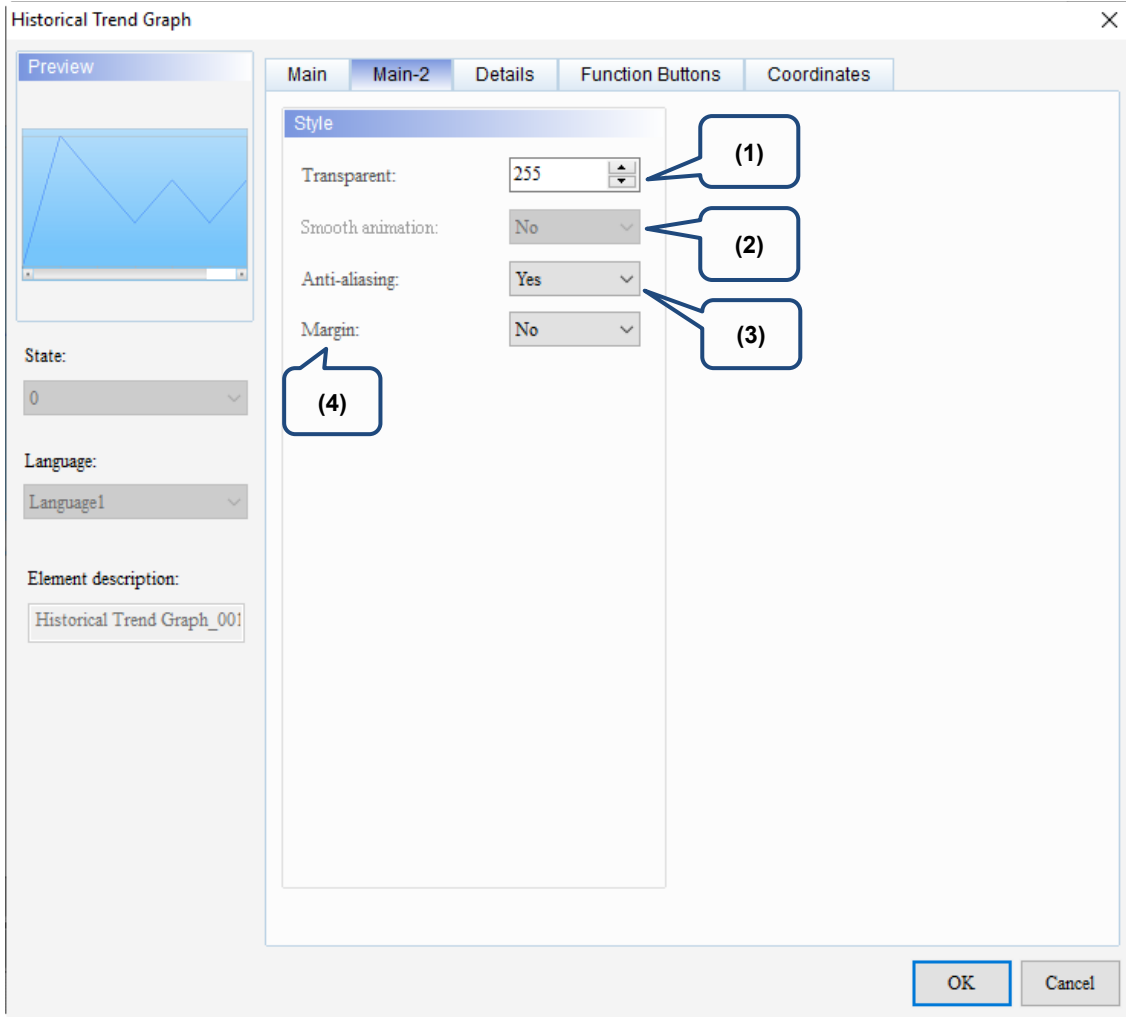 Historical Trend Graph
Preview
Main Main-2 Details Function Buttons Coordinates
Style
Transparent: 255
(1)
Smooth animation: No
(2)
Anti-aliasing: Yes
Margin: No
(3)
(4)
State:
0
Language:
Language1
Element description:
Historical Trend Graph_001
OK Cancel